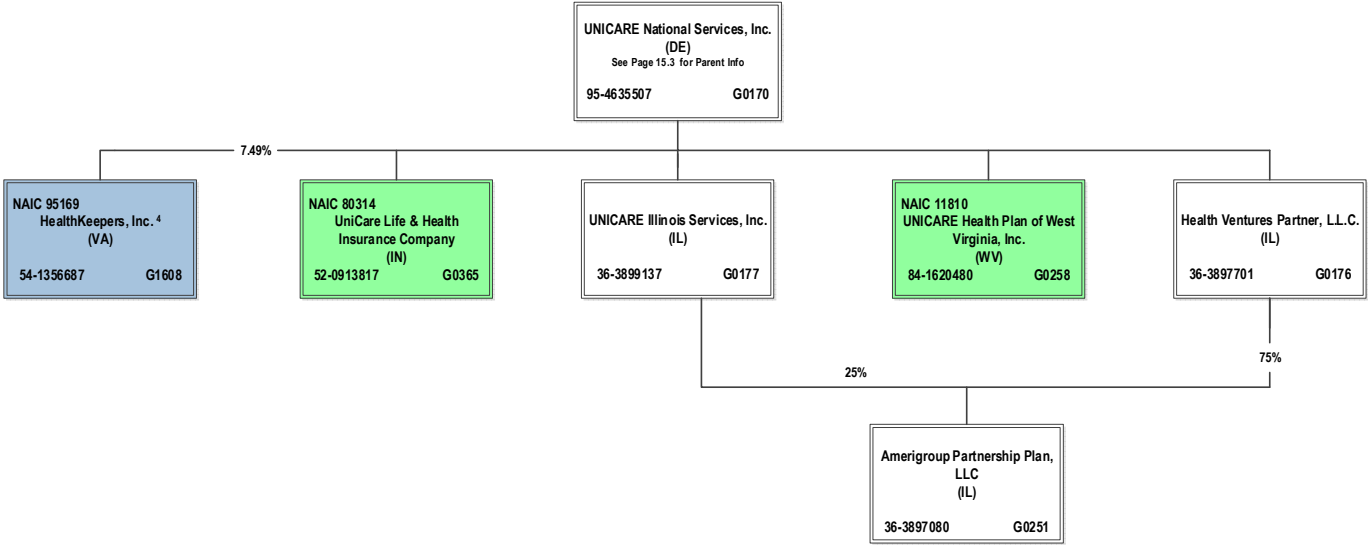 UNICARE National Services, Inc.
(DE)
See Page 15.3 for Parent Info
95-4635507 G0170
7.49%
NAIC 95169
HealthKeepers, Inc. 4
(VA)
54-1356687 G1608
NAIC 80314
UniCare Life & Health
Insurance Company
(IN)
52-0913817 G0365
UNICARE Illinois Services, Inc.
(IL)
36-3899137 G0177
NAIC 11810
UNICARE Health Plan of West
Virginia, Inc.
(WV)
84-1620480 G0258
Health Ventures Partner, L.L.C.
(IL)
36-3897701 G0176
25%
75%
Amerigroup Partnership Plan,
LLC
(IL)
36-3897080 G0251